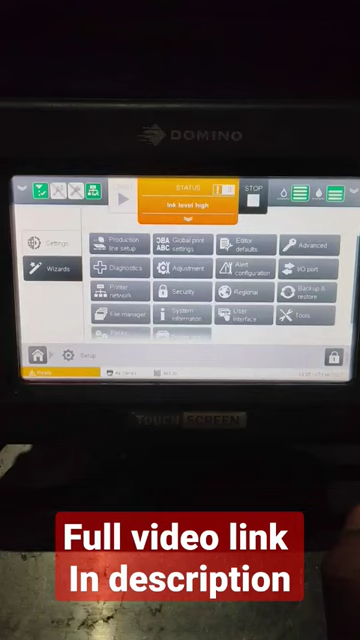 DOMINO
STATUS
STOP
Ink level high
Settings
Wizards
Production line setup
Global print settings
Editor defaults
Advanced
Diagnostics
Adjustment
Alert configuration
I/O port
Printer network
Security
Regional
Backup & restore
File manager
System information
User interface
Tools
Setup
TOUCH SCREEN
Full video link
In description